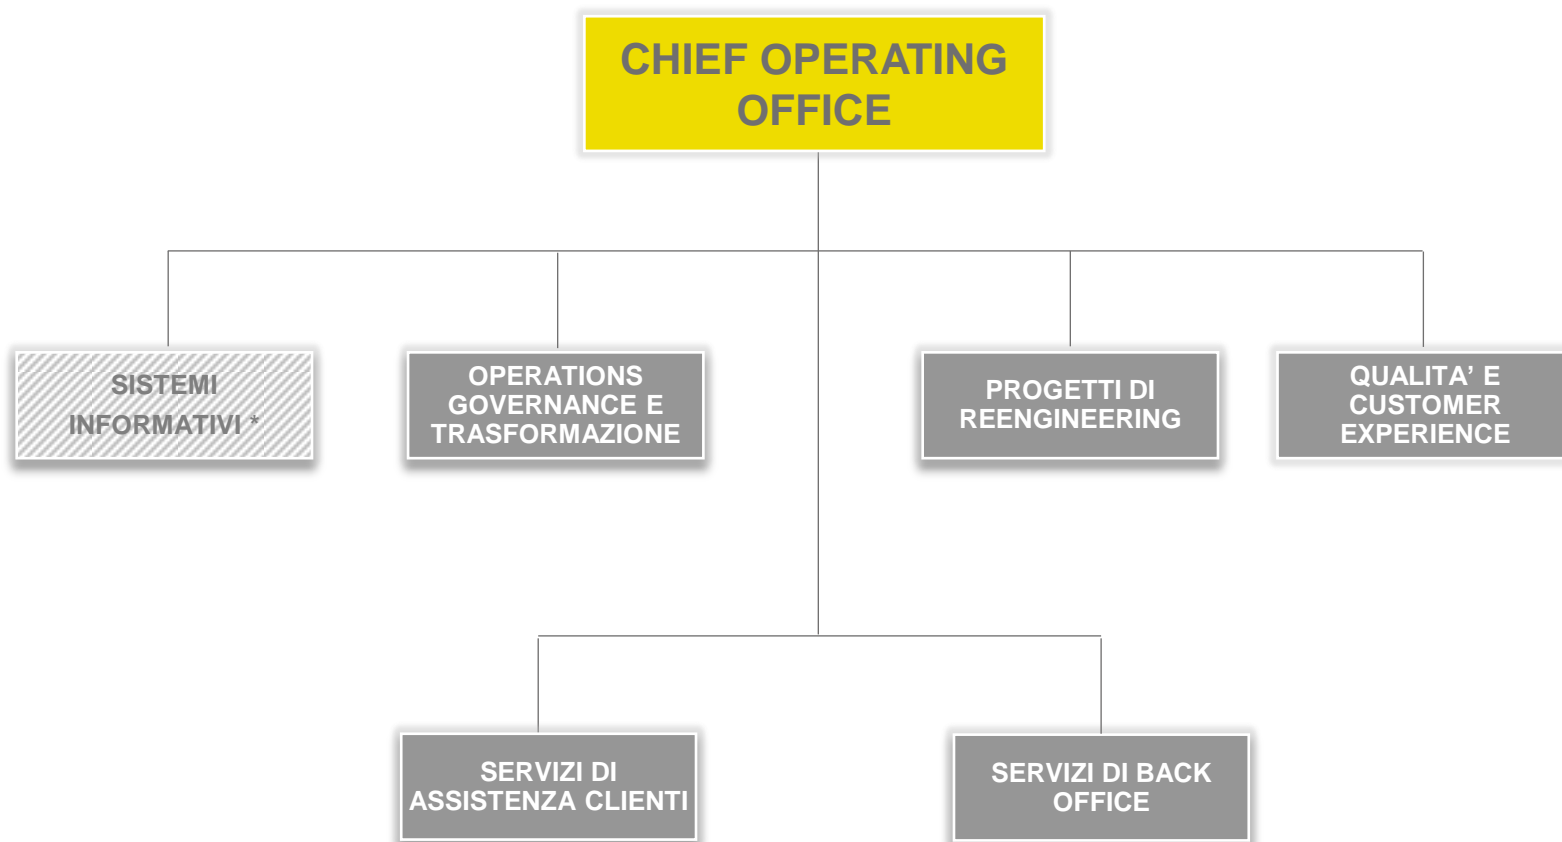 CHIEF OPERATING
OFFICE
SISTEMI
INFORMATIVI *
OPERATIONS
GOVERNANCE E
TRASFORMAZIONE
PROGETTI DI
REENGINEERING
QUALITA’ E
CUSTOMER
EXPERIENCE
SERVIZI DI
ASSISTENZA CLIENTI
SERVIZI DI BACK
OFFICE